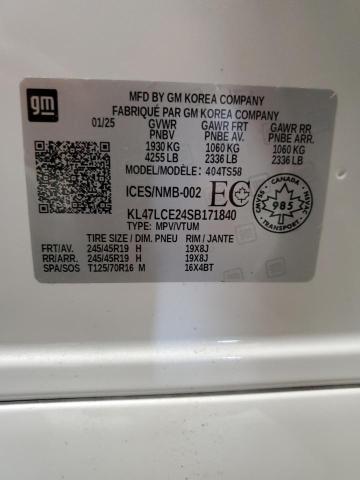 gm
MFD BY GM KOREA COMPANY
FABRIQUÉ PAR GM KOREA COMPANY
01/25 GVWR GAWR FRT GAWR RR
PNBV PNBE AV. PNBE ARR.
1930 KG 1060 KG 1060 KG
4255 LB 2336 LB 2336 LB
MODEL/MODÈLE: 404TS58
ICES/NMB-002 EC
KL47LCE24SB171840
TYPE: MPV/VTUM
TIRE SIZE / DIM. PNEU RIM / JANTE
FRT/AV. 245/45R19 H 19X8J
RR/ARR. 245/45R19 H 19X8J
SPA/SOS T125/70R16 M 16X4BT
CANADA
CMVSS
NSVAC
985
TRANSPORT